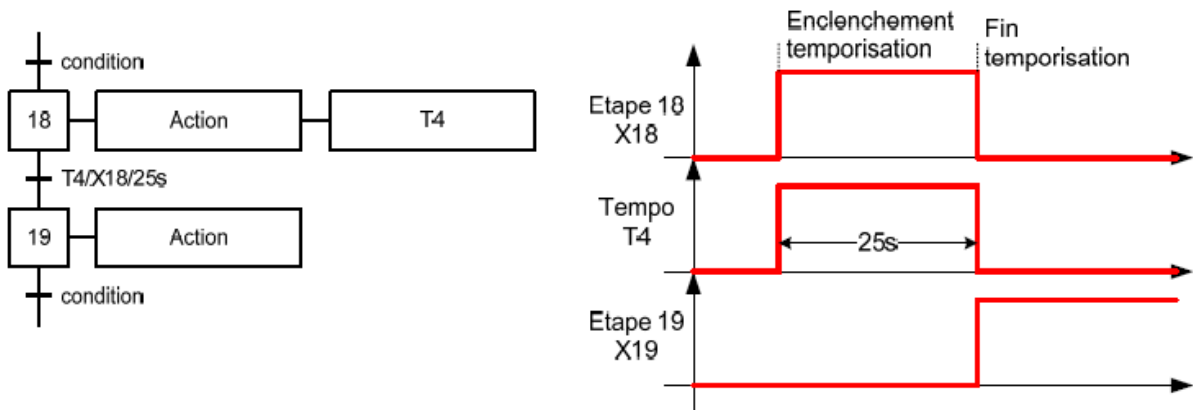 condition
18
Action
T4
T4/X18/25s
19
Action
condition
Enclenchement
temporisation
Fin
temporisation
Etape 18
X18
Tempo
T4
25s
Etape 19
X19